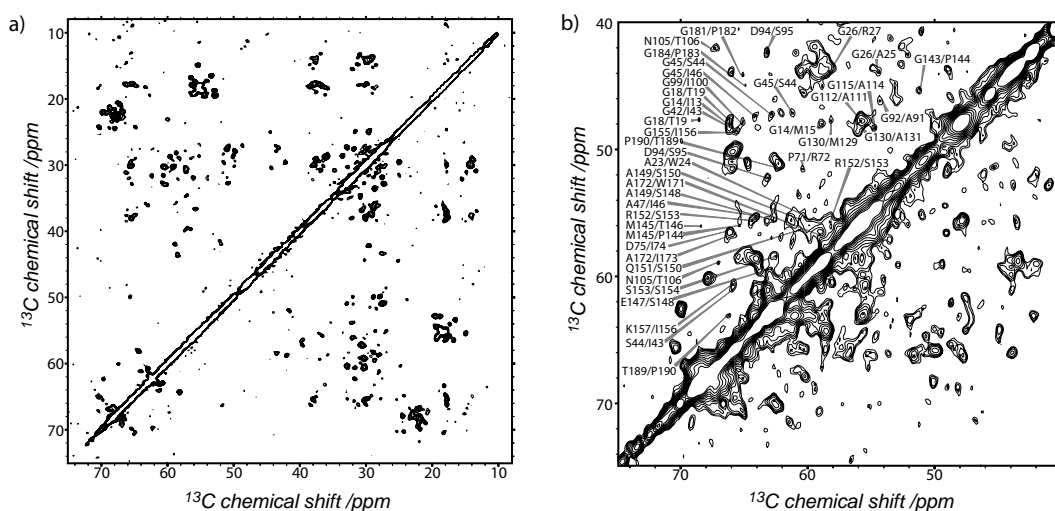 a)
10
20
30
40
50
60
70
13C chemical shift /ppm
70 60 50 40 30 20 10
13C chemical shift /ppm
b)
40
50
60
70
13C chemical shift /ppm
70 60 50
13C chemical shift /ppm
G181/P182
D94/S95
G26/R27
N105/T106
G184/P183
G26/A25
G45/S44
G143/P144
G45/I46
G45/S44
G115/A114
G99/I100
G112/A111
G18/T19
G14/I13
G42/I43
G92/A91
G18/T19
G14/M15
G130/A131
G155/I156
G130/M129
P190/T189
P71/R72
R152/S153
D94/S95
A23/W24
A149/S150
A172/W171
A149/S148
A47/I46
R152/S153
M145/T146
M145/P144
D75/I74
A172/I173
Q151/S150
N105/T106
S153/S154
E147/S148
K157/I156
S44/I43
T189/P190